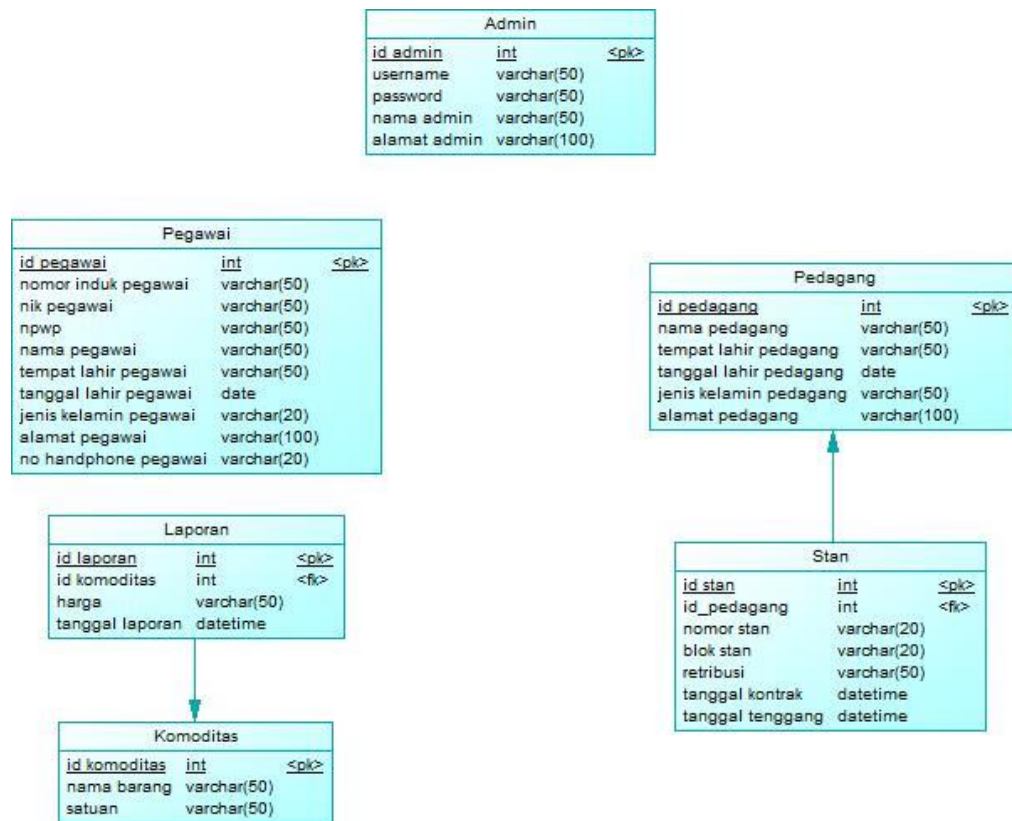 Admin
id admin int <pk>
username varchar(50)
password varchar(50)
nama admin varchar(50)
alamat admin varchar(100)
Pegawai
id pegawai int <pk>
nomor induk pegawai varchar(50)
nik pegawai varchar(50)
npwp varchar(50)
nama pegawai varchar(50)
tempat lahir pegawai varchar(50)
tanggal lahir pegawai date
jenis kelamin pegawai varchar(20)
alamat pegawai varchar(100)
no handphone pegawai varchar(20)
Pedagang
id pedagang int <pk>
nama pedagang varchar(50)
tempat lahir pedagang varchar(50)
tanggal lahir pedagang date
jenis kelamin pedagang varchar(50)
alamat pedagang varchar(100)
Laporan
id laporan int <pk>
id komoditas int <fk>
harga varchar(50)
tanggal laporan datetime
Stan
id stan int <pk>
id_pedagang int <fk>
nomor stan varchar(20)
blok stan varchar(20)
retribusi varchar(50)
tanggal kontrak datetime
tanggal tenggang datetime
Komoditas
id komoditas int <pk>
nama barang varchar(50)
satuan varchar(50)